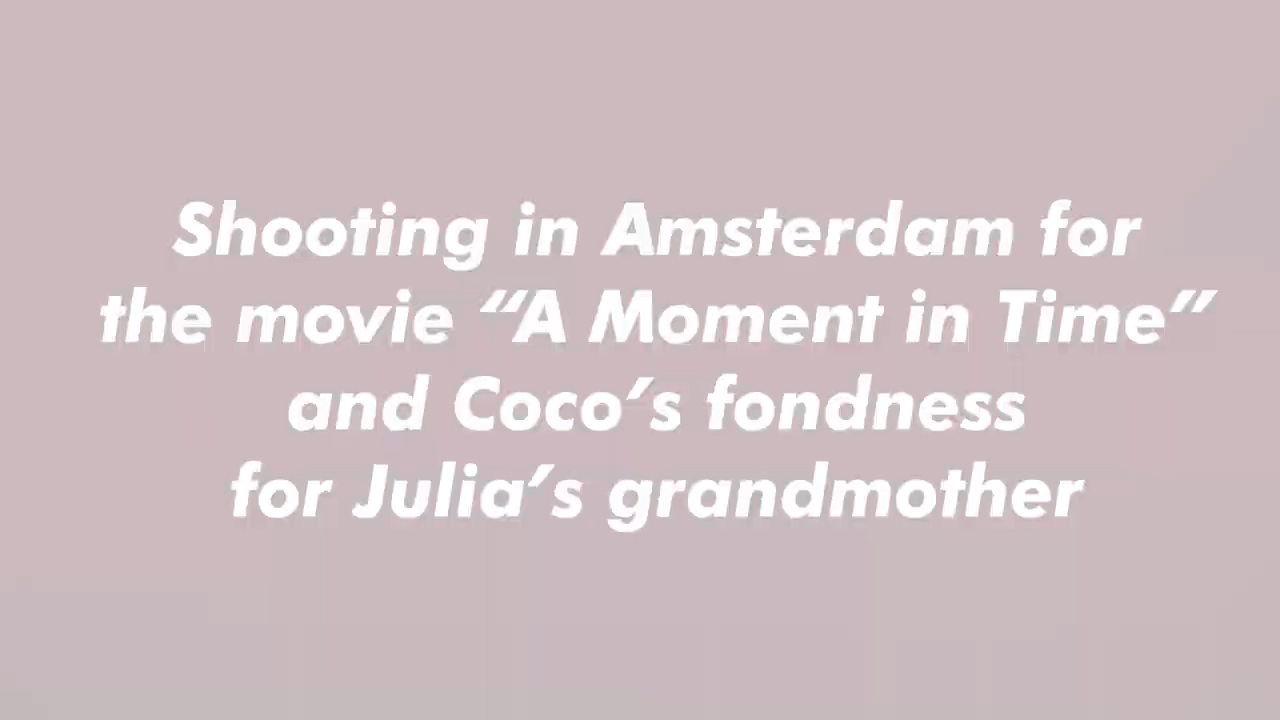 Shooting in Amsterdam for
the movie “A Moment in Time”
and Coco’s fondness
for Julia’s grandmother